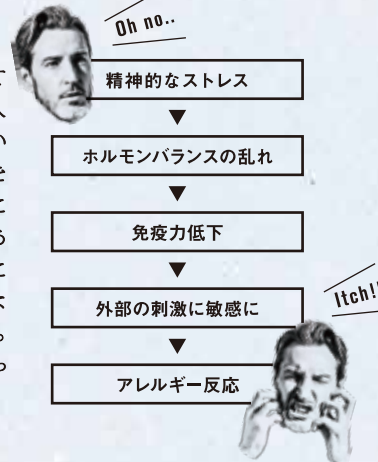 Oh no..
精神的なストレス
▼
ホルモンバランスの乱れ
▼
免疫力低下
▼
外部の刺激に敏感に
▼
アレルギー反応
Itch!!